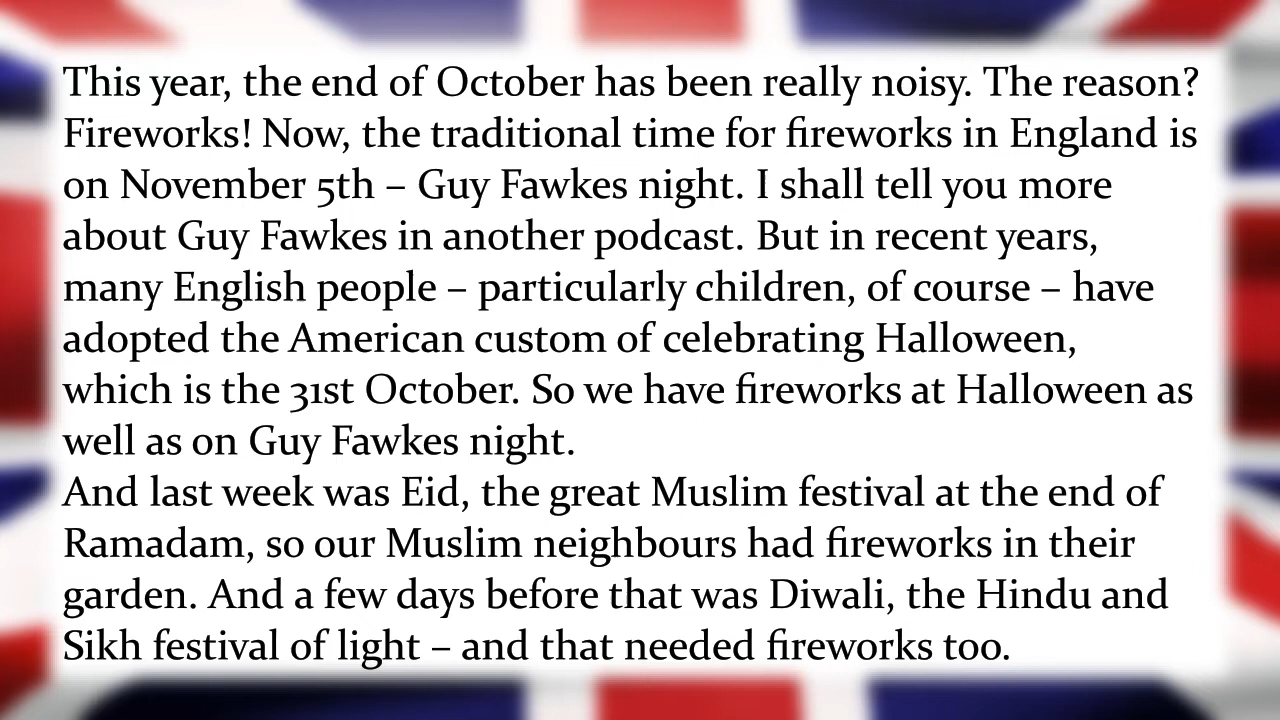 This year, the end of October has been really noisy. The reason?
Fireworks! Now, the traditional time for fireworks in England is
on November 5th – Guy Fawkes night. I shall tell you more
about Guy Fawkes in another podcast. But in recent years,
many English people – particularly children, of course – have
adopted the American custom of celebrating Halloween,
which is the 31st October. So we have fireworks at Halloween as
well as on Guy Fawkes night.
And last week was Eid, the great Muslim festival at the end of
Ramadam, so our Muslim neighbours had fireworks in their
garden. And a few days before that was Diwali, the Hindu and
Sikh festival of light – and that needed fireworks too.